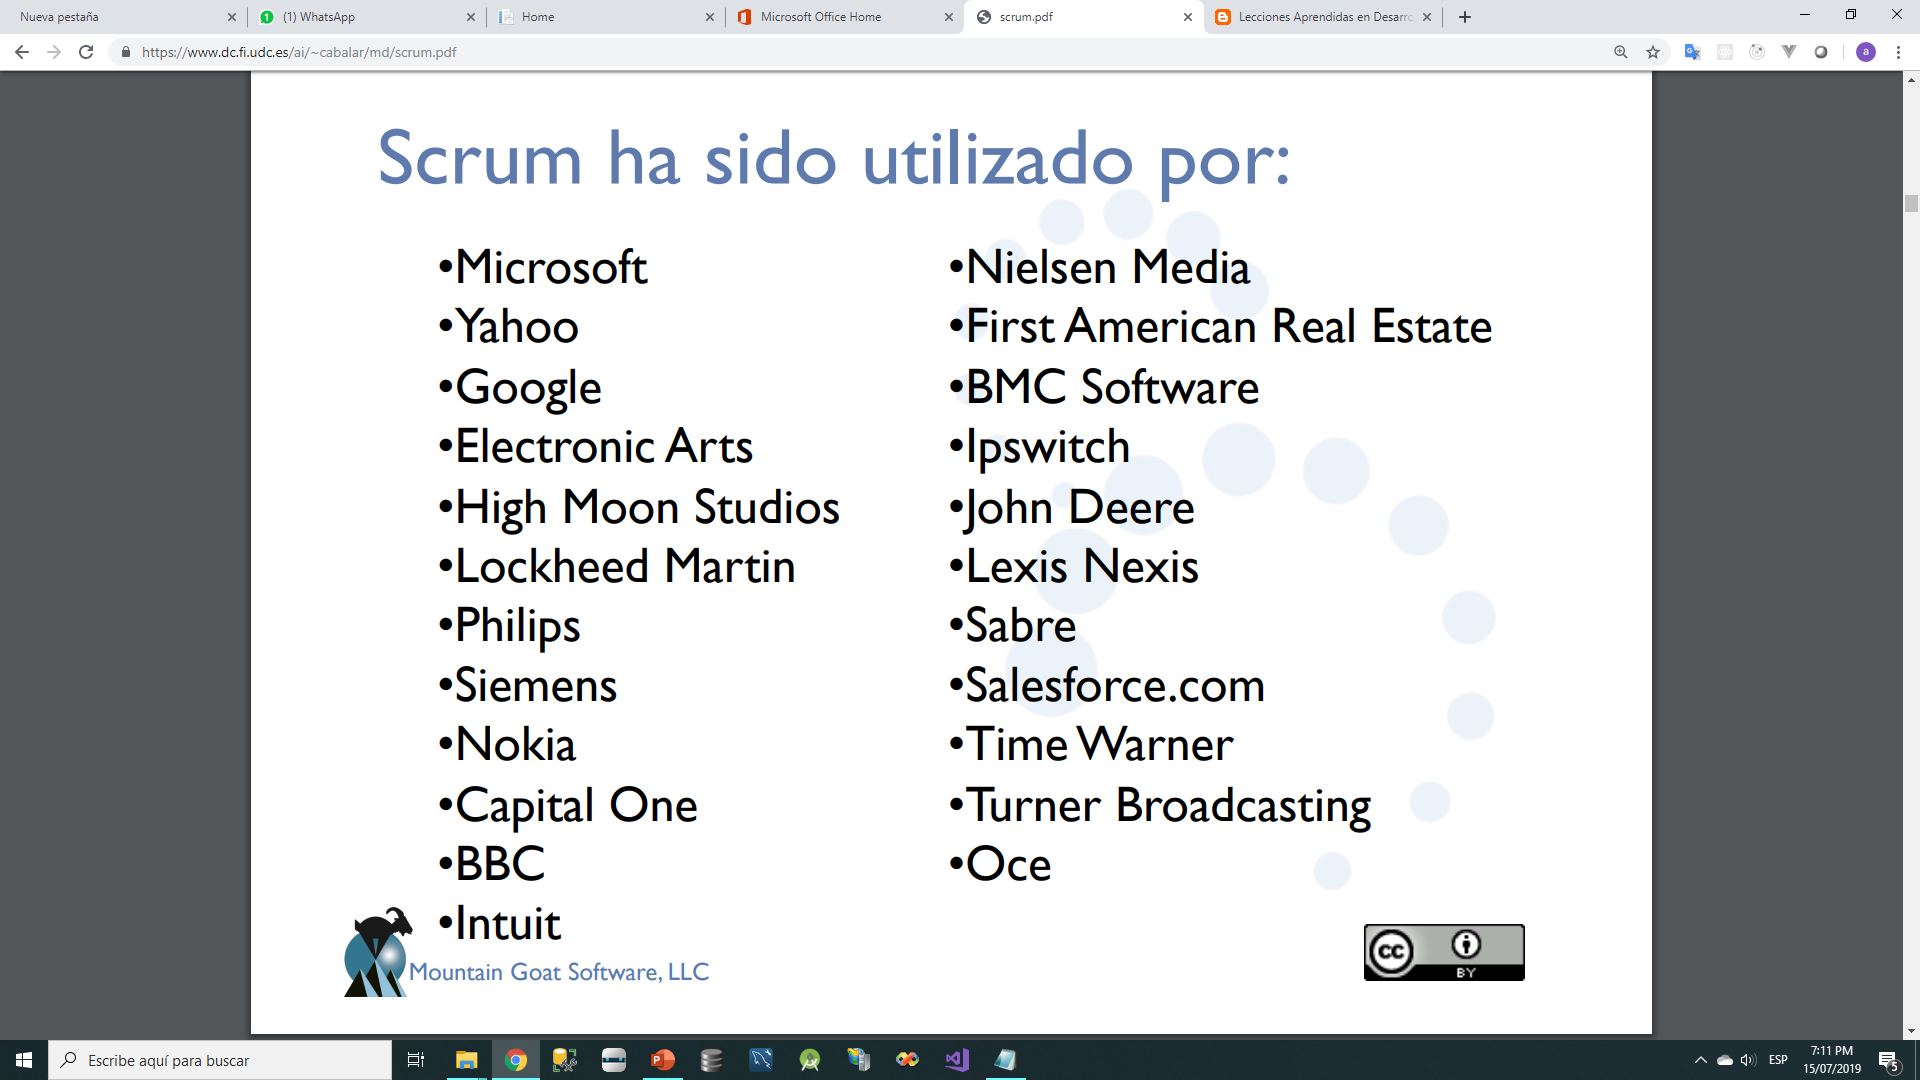 Nueva pestaña
(1) WhatsApp
Home
Microsoft Office Home
scrum.pdf
Lecciones Aprendidas en Desarro
https://www.dc.fi.udc.es/ai/~cabalar/md/scrum.pdf
a
Scrum ha sido utilizado por:
•Microsoft
•Yahoo
•Google
•Electronic Arts
•High Moon Studios
•Lockheed Martin
•Philips
•Siemens
•Nokia
•Capital One
•BBC
•Intuit
•Nielsen Media
•First American Real Estate
•BMC Software
•Ipswitch
•John Deere
•Lexis Nexis
•Sabre
•Salesforce.com
•Time Warner
•Turner Broadcasting
•Oce
Mountain Goat Software, LLC
cc
BY
Escribe aquí para buscar
ESP
7:11 PM
15/07/2019
5